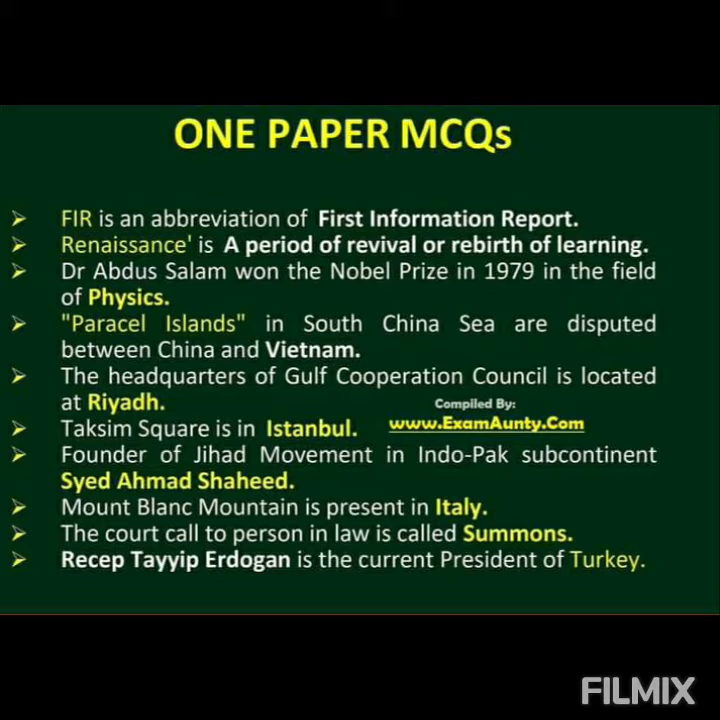 ONE PAPER MCQs
➢ FIR is an abbreviation of First Information Report.
➢ Renaissance' is A period of revival or rebirth of learning.
➢ Dr Abdus Salam won the Nobel Prize in 1979 in the field
of Physics.
➢ "Paracel Islands" in South China Sea are disputed
between China and Vietnam.
➢ The headquarters of Gulf Cooperation Council is located
at Riyadh.
Compiled By:
➢ Taksim Square is in Istanbul.
www.ExamAunty.Com
➢ Founder of Jihad Movement in Indo-Pak subcontinent
Syed Ahmad Shaheed.
➢ Mount Blanc Mountain is present in Italy.
➢ The court call to person in law is called Summons.
➢ Recep Tayyip Erdogan is the current President of Turkey.
FILMIX